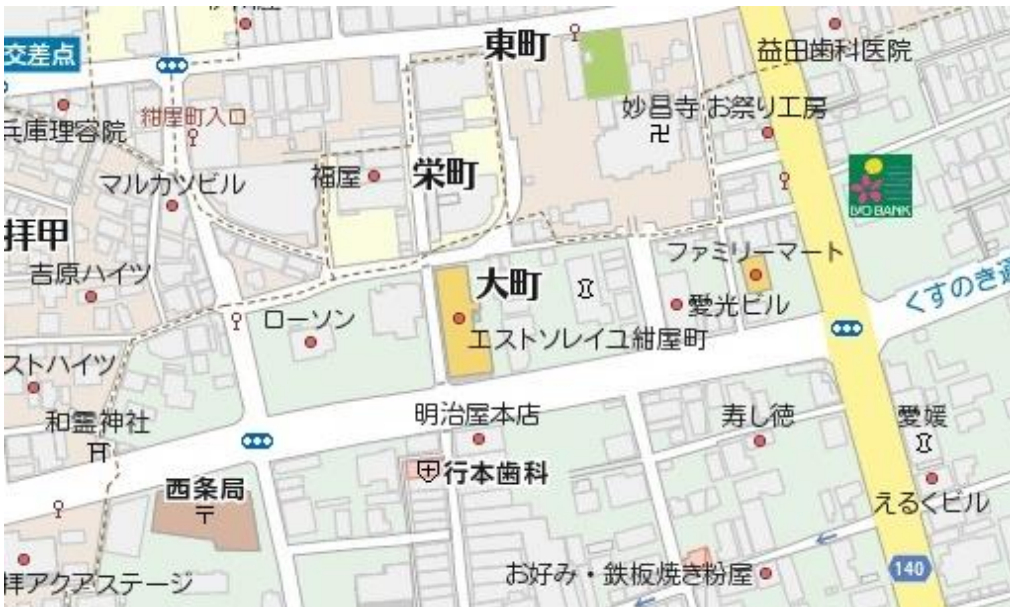 東町
交差点
益田歯科医院
紺屋町入口
妙昌寺
お祭り工房
兵庫理容院
マルカツビル
福屋
栄町
IYO BANK
拝甲
ファミリーマート
吉原ハイツ
大町
愛光ビル
くすのき通
ローソン
エストソレイユ紺屋町
ストハイツ
明治屋本店
寿し徳
愛媛
和霊神社
行本歯科
西条局
えるくビル
140
拝アクアステージ
お好み・鉄板焼き粉屋